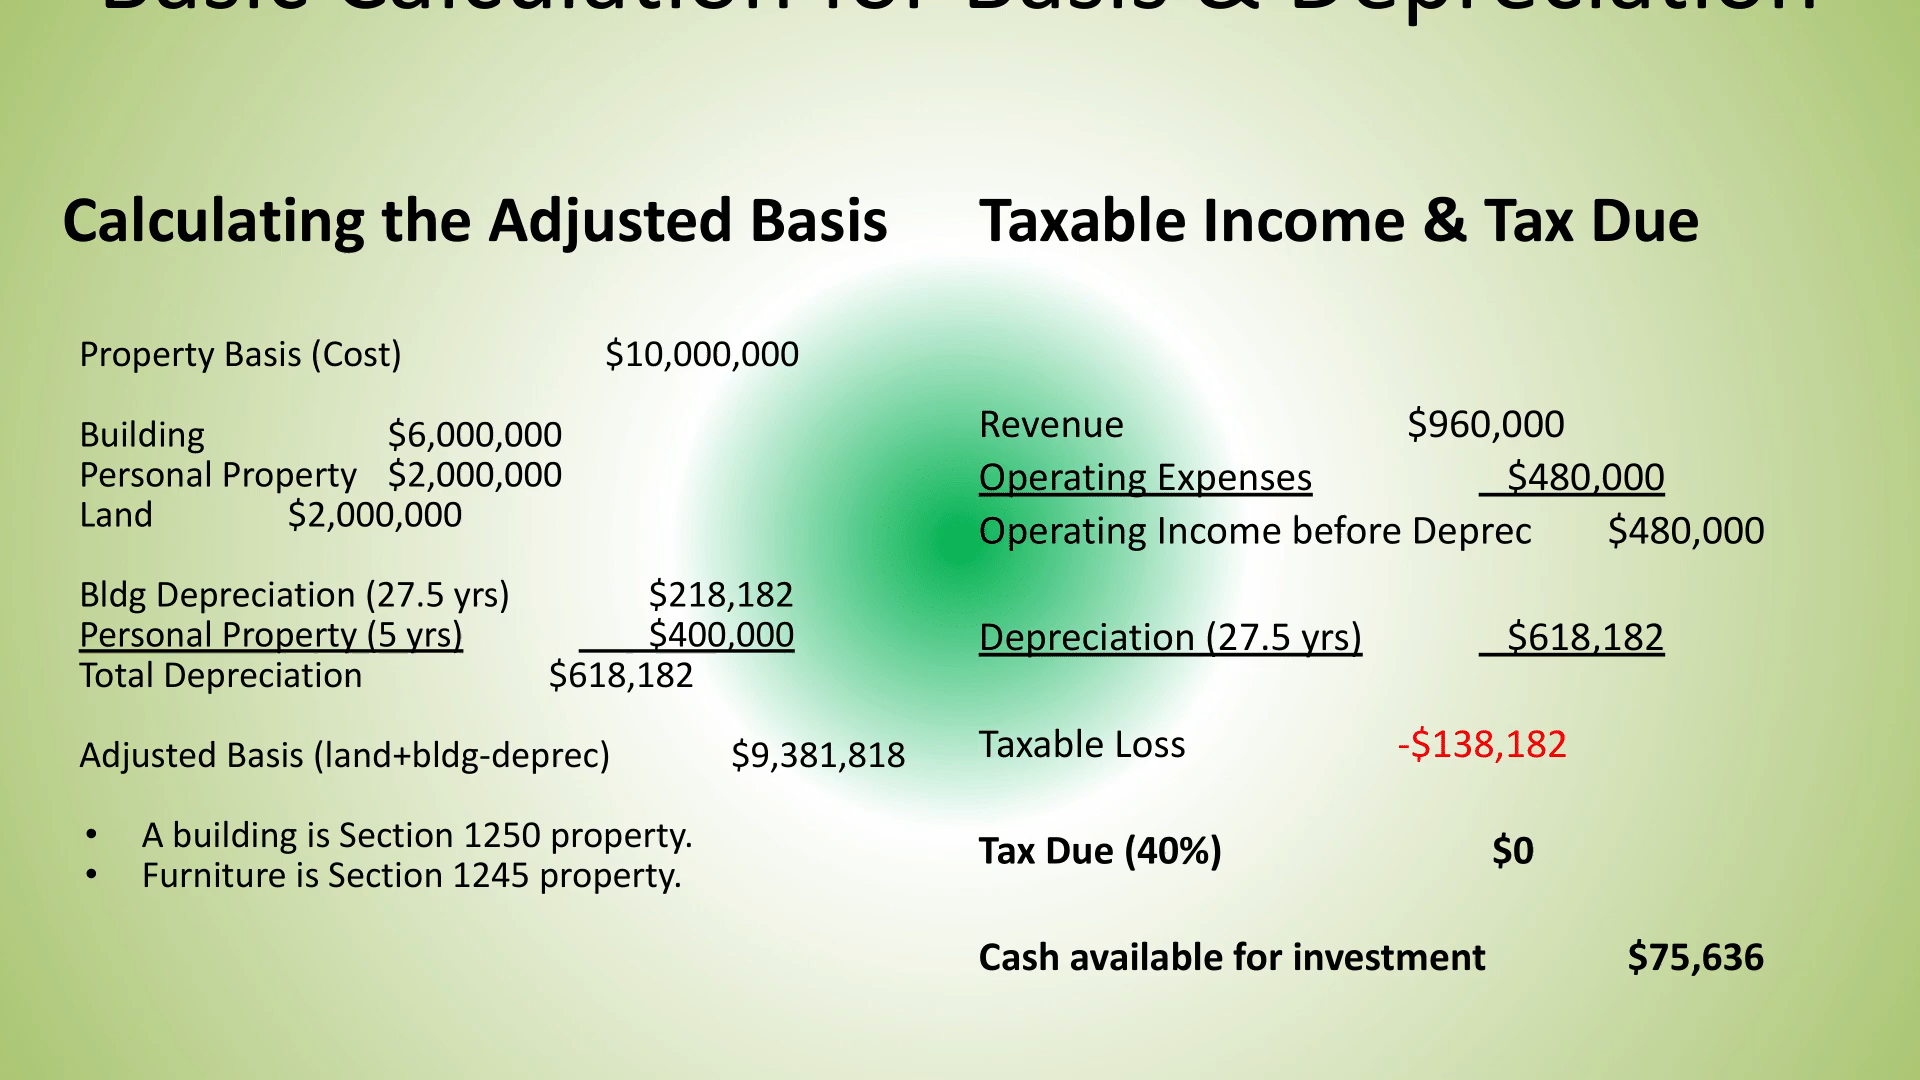 Basic Calculation for Basis & Depreciation
Calculating the Adjusted Basis
Property Basis (Cost) $10,000,000
Building $6,000,000
Personal Property $2,000,000
Land $2,000,000
Bldg Depreciation (27.5 yrs) $218,182
Personal Property (5 yrs) $400,000
Total Depreciation $618,182
Adjusted Basis (land+bldg-deprec) $9,381,818
• A building is Section 1250 property.
• Furniture is Section 1245 property.
Taxable Income & Tax Due
Revenue $960,000
Operating Expenses $480,000
Operating Income before Deprec $480,000
Depreciation (27.5 yrs) $618,182
Taxable Loss -$138,182
Tax Due (40%) $0
Cash available for investment $75,636